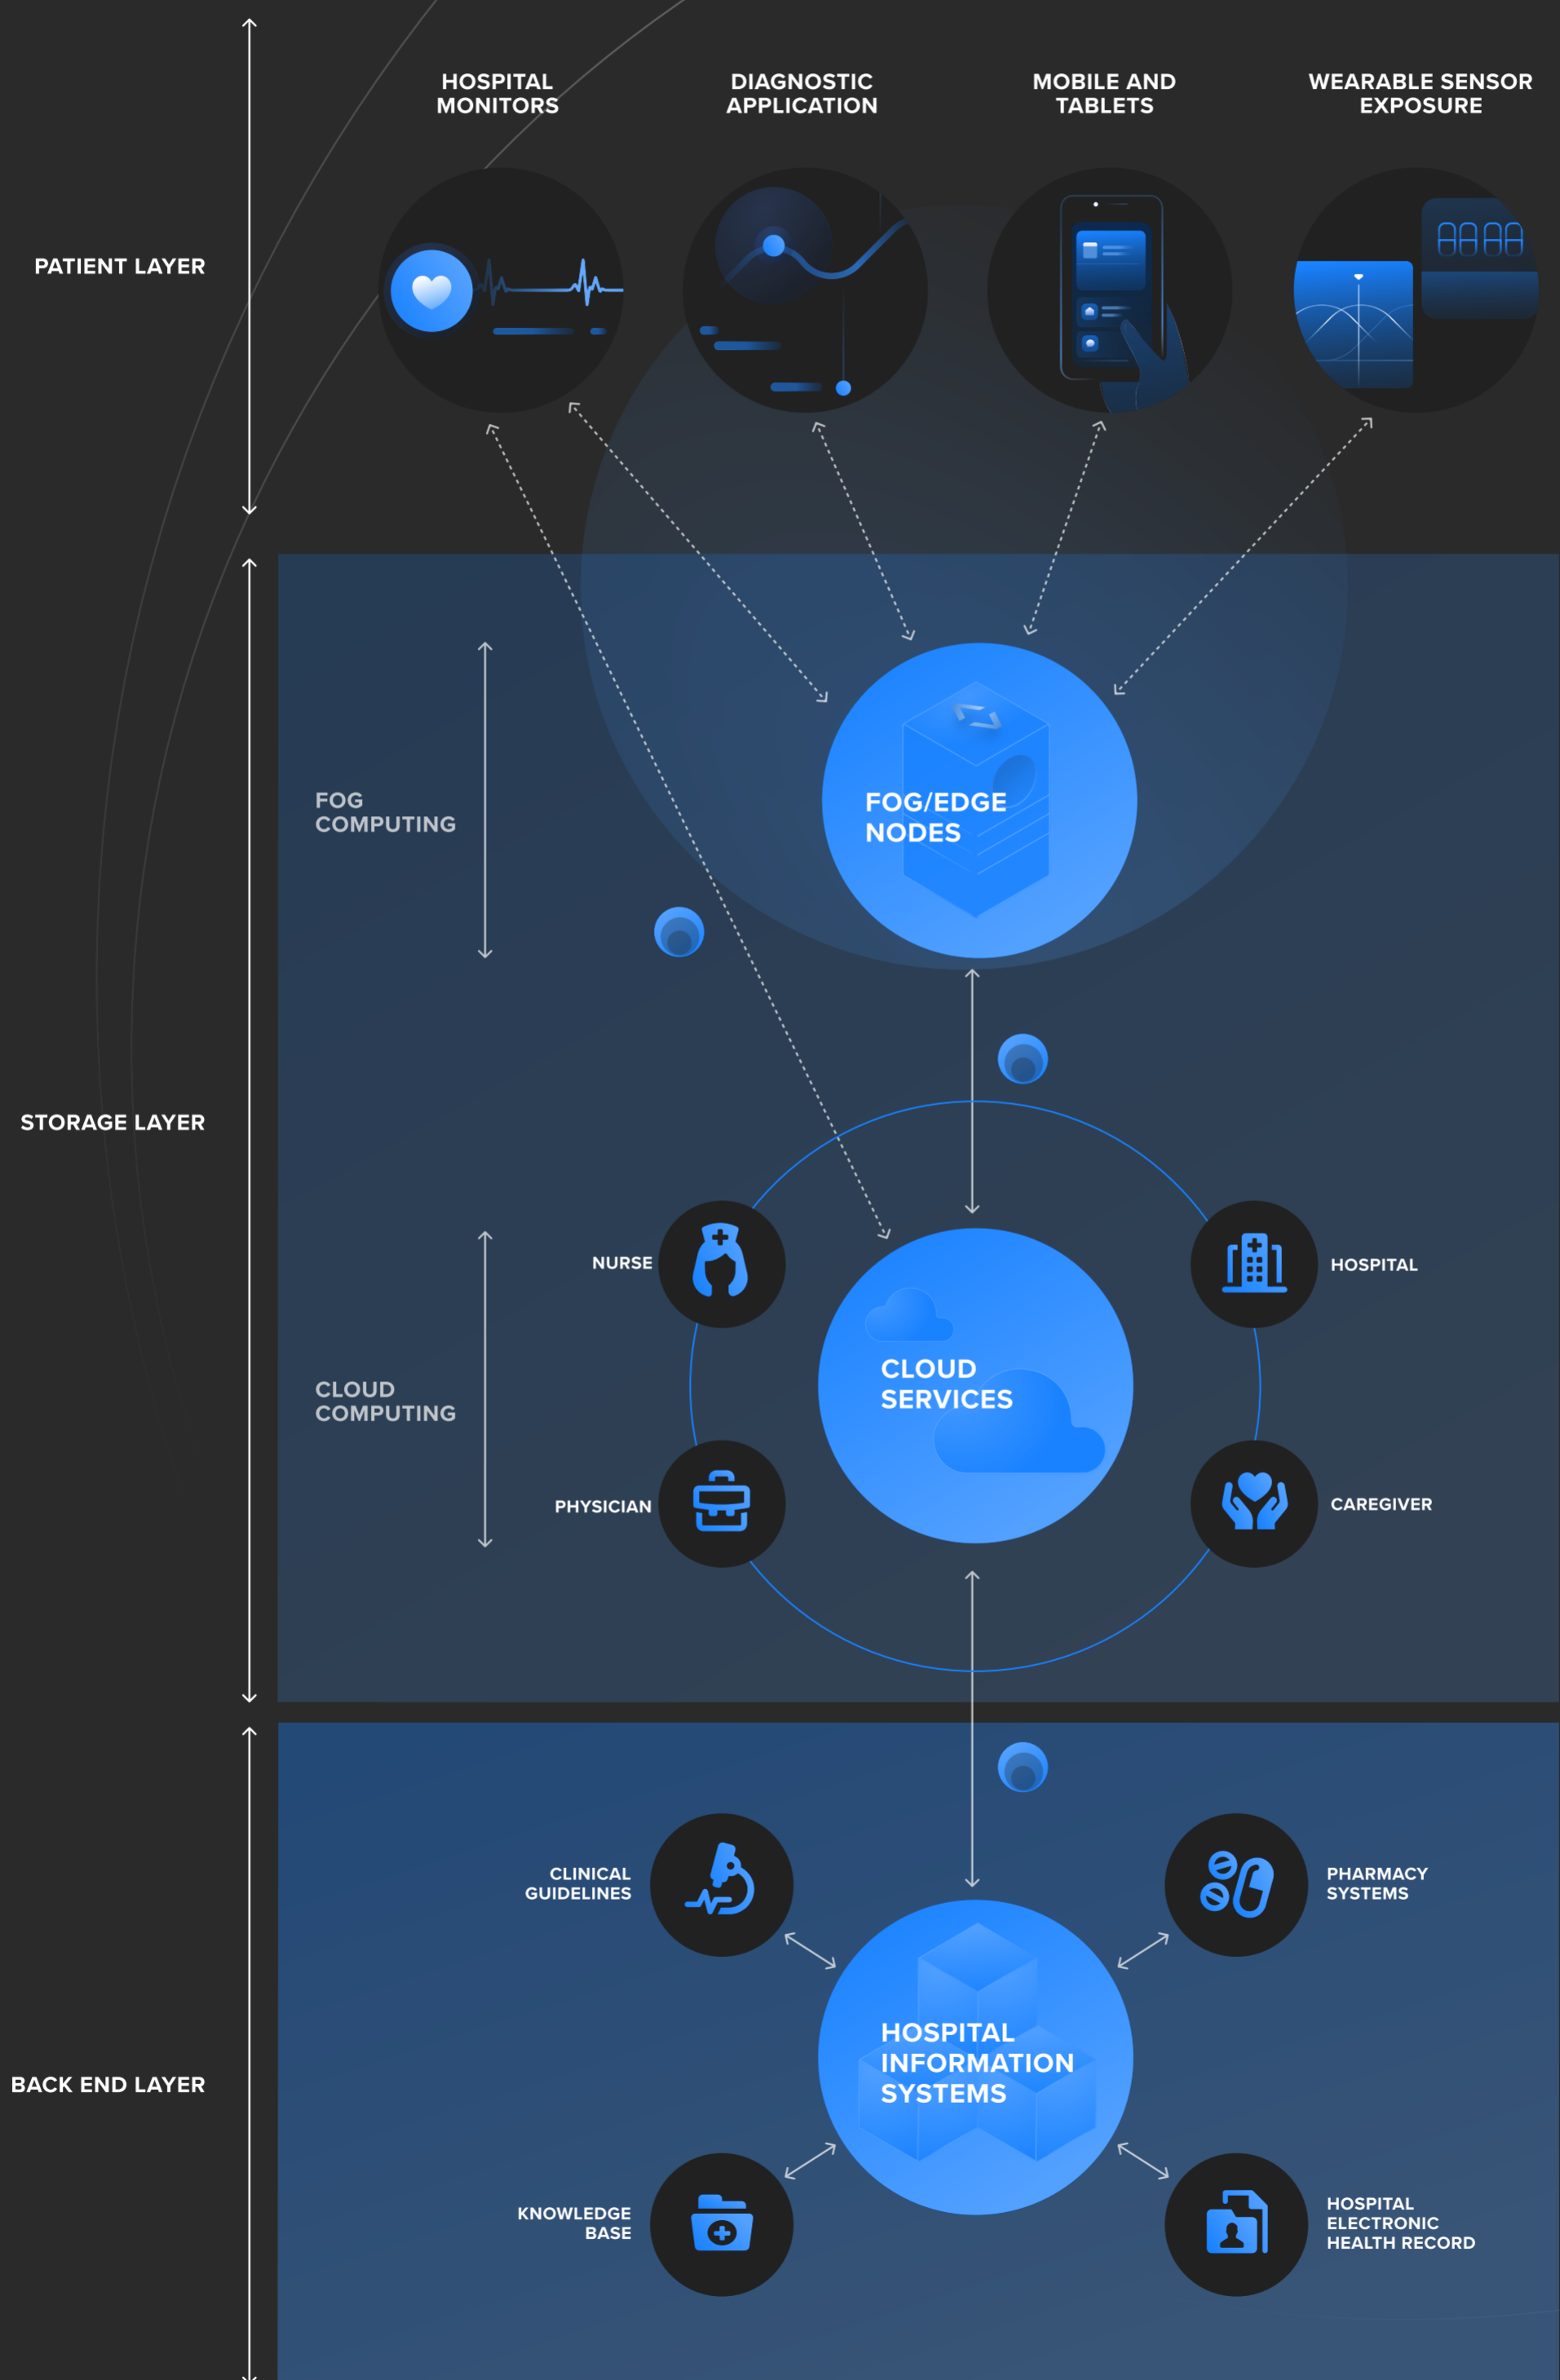 HOSPITAL
MONITORS
DIAGNOSTIC
APPLICATION
MOBILE AND
TABLETS
WEARABLE SENSOR
EXPOSURE
PATIENT LAYER
FOG/EDGE
NODES
FOG
COMPUTING
STORAGE LAYER
NURSE
HOSPITAL
CLOUD
SERVICES
CLOUD
COMPUTING
PHYSICIAN
CAREGIVER
CLINICAL
GUIDELINES
PHARMACY
SYSTEMS
HOSPITAL
INFORMATION
SYSTEMS
BACK END LAYER
KNOWLEDGE
BASE
HOSPITAL
ELECTRONIC
HEALTH RECORD